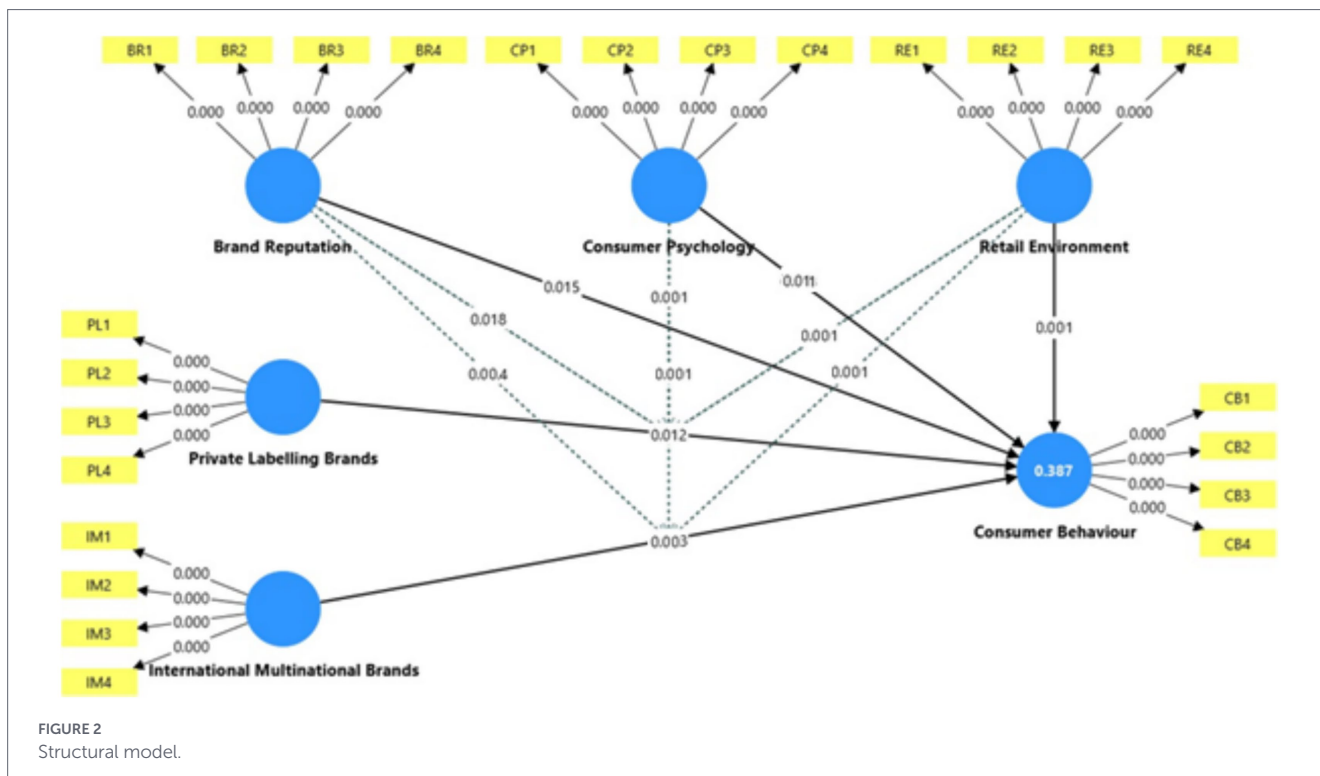 BR1 BR2 BR3 BR4 CP1 CP2 CP3 CP4 RE1 RE2 RE3 RE4
0.000 0.000 0.000 0.000 0.000 0.000 0.000 0.000 0.000 0.000 0.000 0.000
Brand Reputation Consumer Psychology Retail Environment
0.015 0.001 0.011
0.018 0.001 0.001
0.004 0.001 0.001
PL1
0.000
PL2
0.000
PL3
0.000
PL4
0.000
Private Labelling Brands
0.012
CB1
0.000
CB2
0.000
CB3
0.000
CB4
0.000
0.387
Consumer Behaviour
IM1
0.000
IM2
0.000
IM3
0.000
IM4
0.000
0.003
International Multinational Brands
FIGURE 2
Structural model.